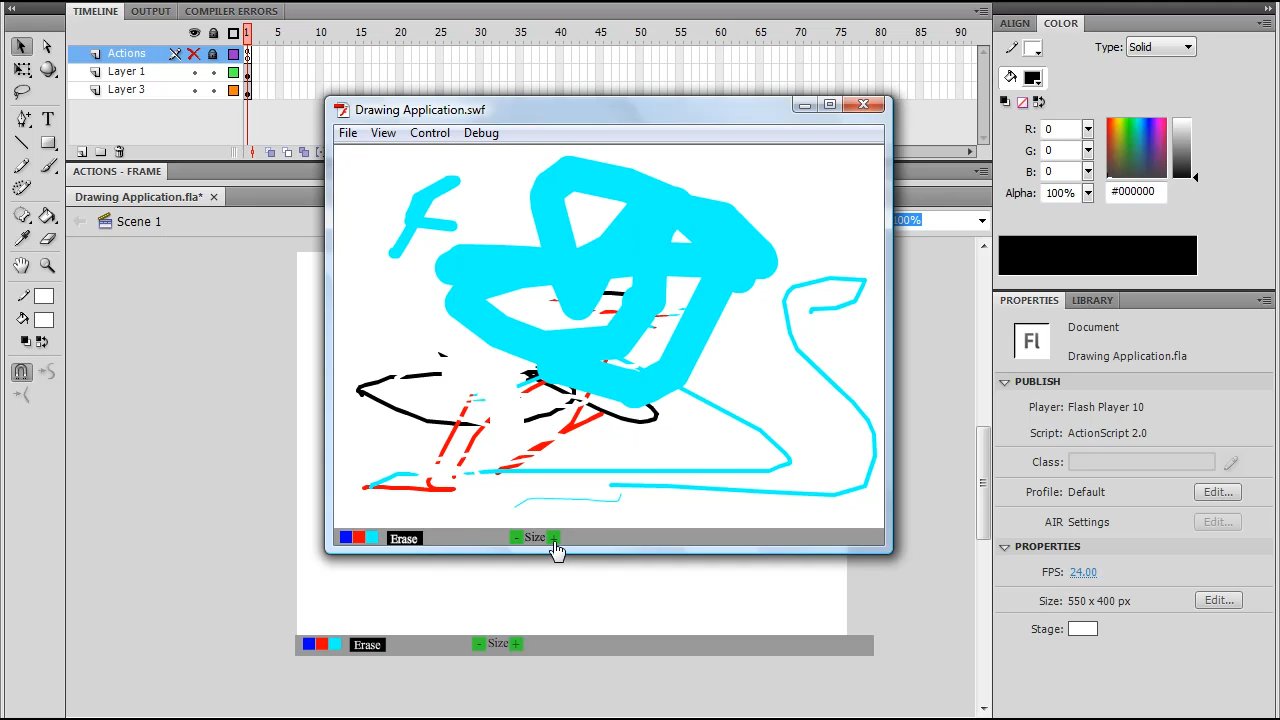 TIMELINE OUTPUT COMPILER ERRORS
1 5 10 15 20 25 30 35 40 45 50 55 60 65 70 75 80 85 90
Actions
Layer 1
Layer 3
ACTIONS - FRAME
Drawing Application.fla*
Scene 1
100%
Drawing Application.swf
File View Control Debug
Erase - Size +
Erase - Size +
ALIGN COLOR
Type: Solid
R: 0
G: 0
B: 0
Alpha: 100% #000000
PROPERTIES LIBRARY
Fl
Document
Drawing Application.fla
PUBLISH
Player: Flash Player 10
Script: ActionScript 2.0
Class:
Profile: Default Edit...
AIR Settings Edit...
PROPERTIES
FPS: 24.00
Size: 550 x 400 px Edit...
Stage: